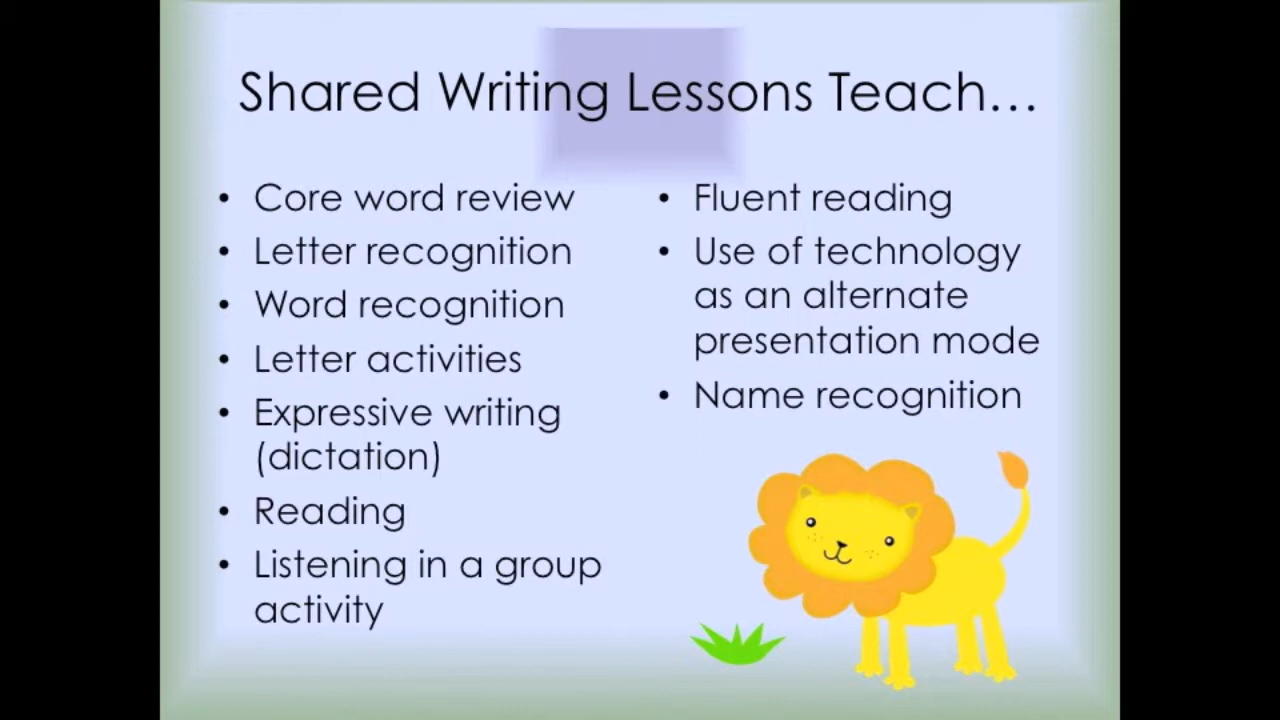 Shared Writing Lessons Teach…
• Core word review
• Letter recognition
• Word recognition
• Letter activities
• Expressive writing
(dictation)
• Reading
• Listening in a group
activity
• Fluent reading
• Use of technology
as an alternate
presentation mode
• Name recognition